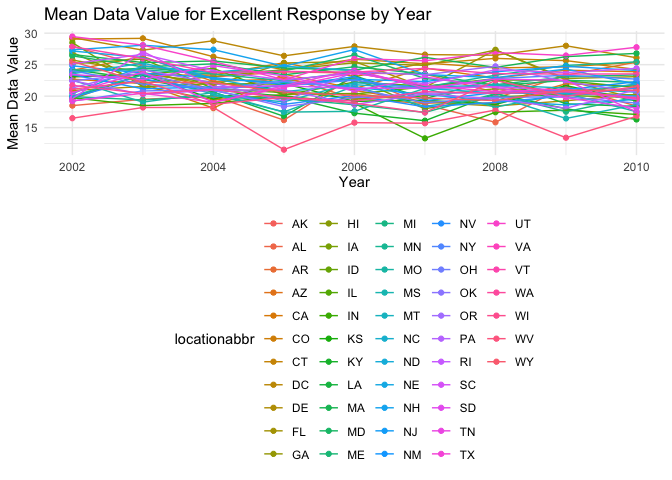 Mean Data Value for Excellent Response by Year
Mean Data Value
30
25
20
15
2002
2004
2006
2008
2010
Year
locationabbr
AK HI MI NV UT
AL IA MN NY VA
AR ID MO OH VT
AZ IL MS OK WA
CA IN MT OR WI
CO KS NC PA WV
CT KY ND RI WY
DC LA NE SC
DE MA NH SD
FL MD NJ TN
GA ME NM TX